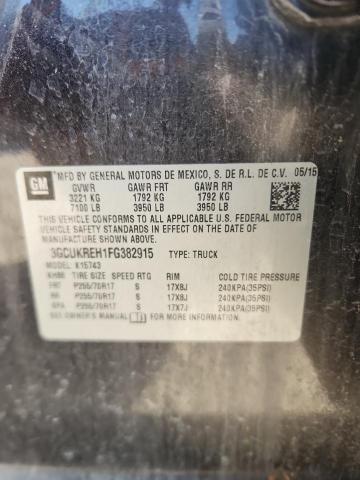 GM
MFD BY GENERAL MOTORS DE MEXICO, S. DE R.L. DE C.V. 05/15
GVWR GAWR FRT GAWR RR
3221 KG 1792 KG 1792 KG
7100 LB 3950 LB 3950 LB
THIS VEHICLE CONFORMS TO ALL APPLICABLE U.S. FEDERAL MOTOR
VEHICLE SAFETY STANDARDS IN EFFECT ON THE DATE OF
MANUFACTURE SHOWN ABOVE.
3GCUKREH1FG382915 TYPE: TRUCK
MODEL: K15743
TIRE SIZE SPEED RTG RIM COLD TIRE PRESSURE
FRT P255/70R17 S 17X8J 240KPA(35PSI)
RR P255/70R17 S 17X8J 240KPA(35PSI)
SPA P255/70R17 S 17X7J 240KPA(35PSI)
SEE OWNER'S MANUAL FOR MORE INFORMATION.